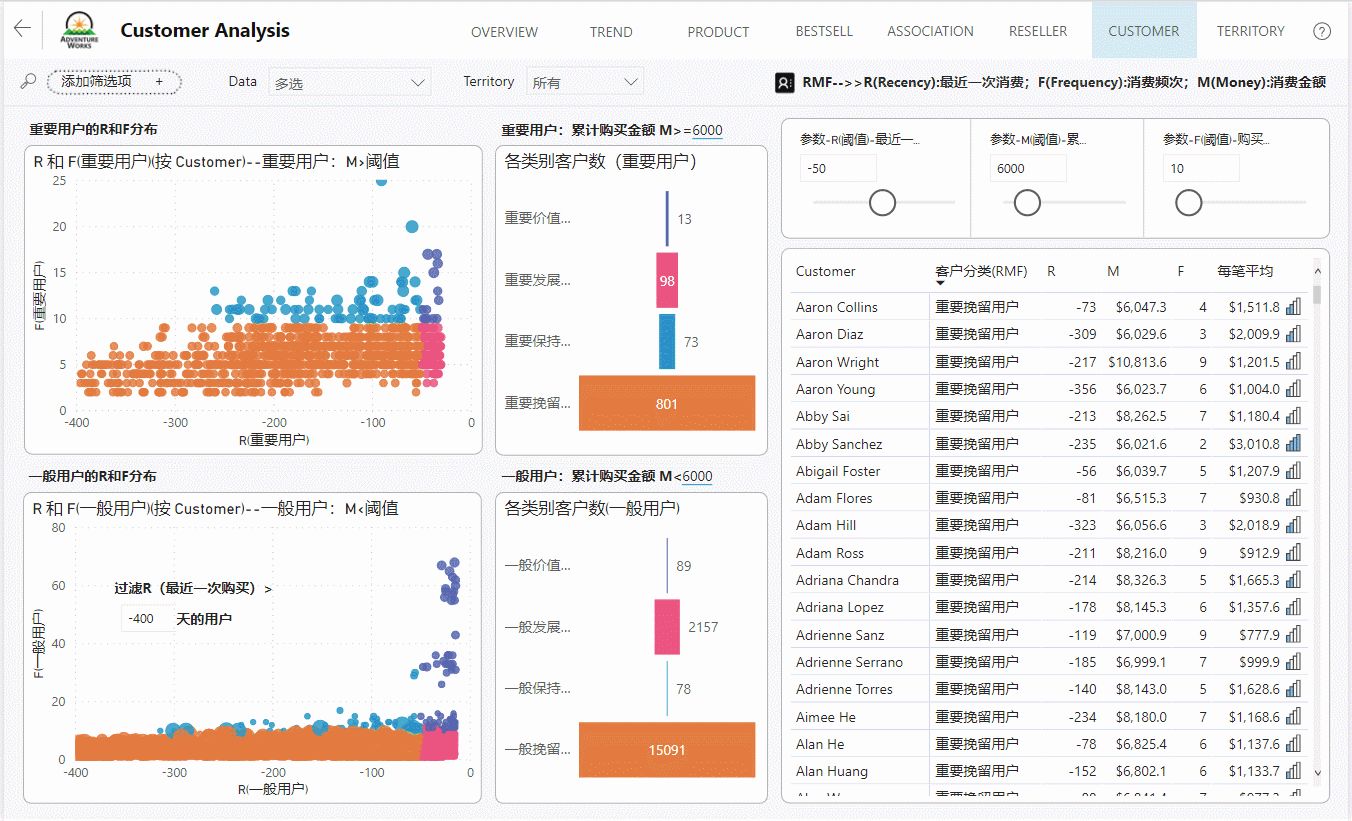 ADVENTURE
WORKS
Customer Analysis
OVERVIEW
TREND
PRODUCT
BESTSELL
ASSOCIATION
RESELLER
CUSTOMER
TERRITORY
?
添加筛选项 +
Data
多选
Territory
所有
RMF-->>R(Recency):最近一次消费；F(Frequency):消费频次；M(Money):消费金额
重要用户的R和F分布
R 和 F(重要用户)(按 Customer)--重要用户：M>阈值
25
20
15
10
5
0
F(重要用户)
-400
-300
-200
-100
0
R(重要用户)
重要用户：累计购买金额 M>=6000
各类别客户数（重要用户）
重要价值...
13
重要发展...
98
重要保持...
73
重要挽留...
801
参数-R(阈值)-最近一...
-50
参数-M(阈值)-累...
6000
参数-F(阈值)-购买...
10
一般用户的R和F分布
R 和 F(一般用户)(按 Customer)--一般用户：M<阈值
80
60
40
20
0
F(一般用户)
过滤R（最近一次购买）>
-400 天的用户
-400
-300
-200
-100
0
R(一般用户)
一般用户：累计购买金额 M<6000
各类别客户数(一般用户)
一般价值...
89
一般发展...
2157
一般保持...
78
一般挽留...
15091
Customer 客户分类(RMF) R M F 每笔平均
Aaron Collins 重要挽留用户 -73 $6,047.3 4 $1,511.8
Aaron Diaz 重要挽留用户 -309 $6,029.6 3 $2,009.9
Aaron Wright 重要挽留用户 -217 $10,813.6 9 $1,201.5
Aaron Young 重要挽留用户 -356 $6,023.7 6 $1,004.0
Abby Sai 重要挽留用户 -213 $8,262.5 7 $1,180.4
Abby Sanchez 重要挽留用户 -235 $6,021.6 2 $3,010.8
Abigail Foster 重要挽留用户 -56 $6,039.7 5 $1,207.9
Adam Flores 重要挽留用户 -81 $6,515.3 7 $930.8
Adam Hill 重要挽留用户 -323 $6,056.6 3 $2,018.9
Adam Ross 重要挽留用户 -211 $8,216.0 9 $912.9
Adriana Chandra 重要挽留用户 -214 $8,326.3 5 $1,665.3
Adriana Lopez 重要挽留用户 -178 $8,145.3 6 $1,357.6
Adrienne Sanz 重要挽留用户 -119 $7,000.9 9 $777.9
Adrienne Serrano 重要挽留用户 -185 $6,999.1 7 $999.9
Adrienne Torres 重要挽留用户 -140 $8,143.0 5 $1,628.6
Aimee He 重要挽留用户 -234 $8,180.0 7 $1,168.6
Alan He 重要挽留用户 -78 $6,825.4 6 $1,137.6
Alan Huang 重要挽留用户 -152 $6,802.1 6 $1,133.7